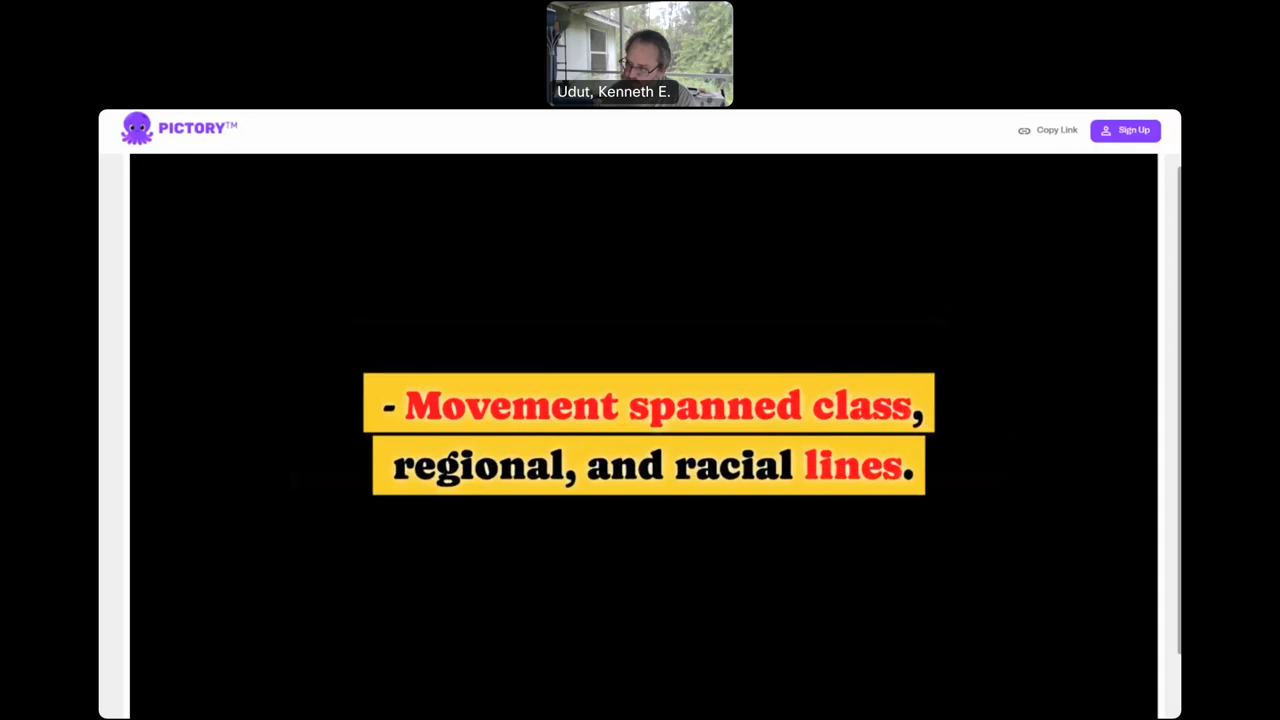 Udut, Kenneth E.
PICTORY™
Copy Link
Sign Up
- Movement spanned class,
regional, and racial lines.